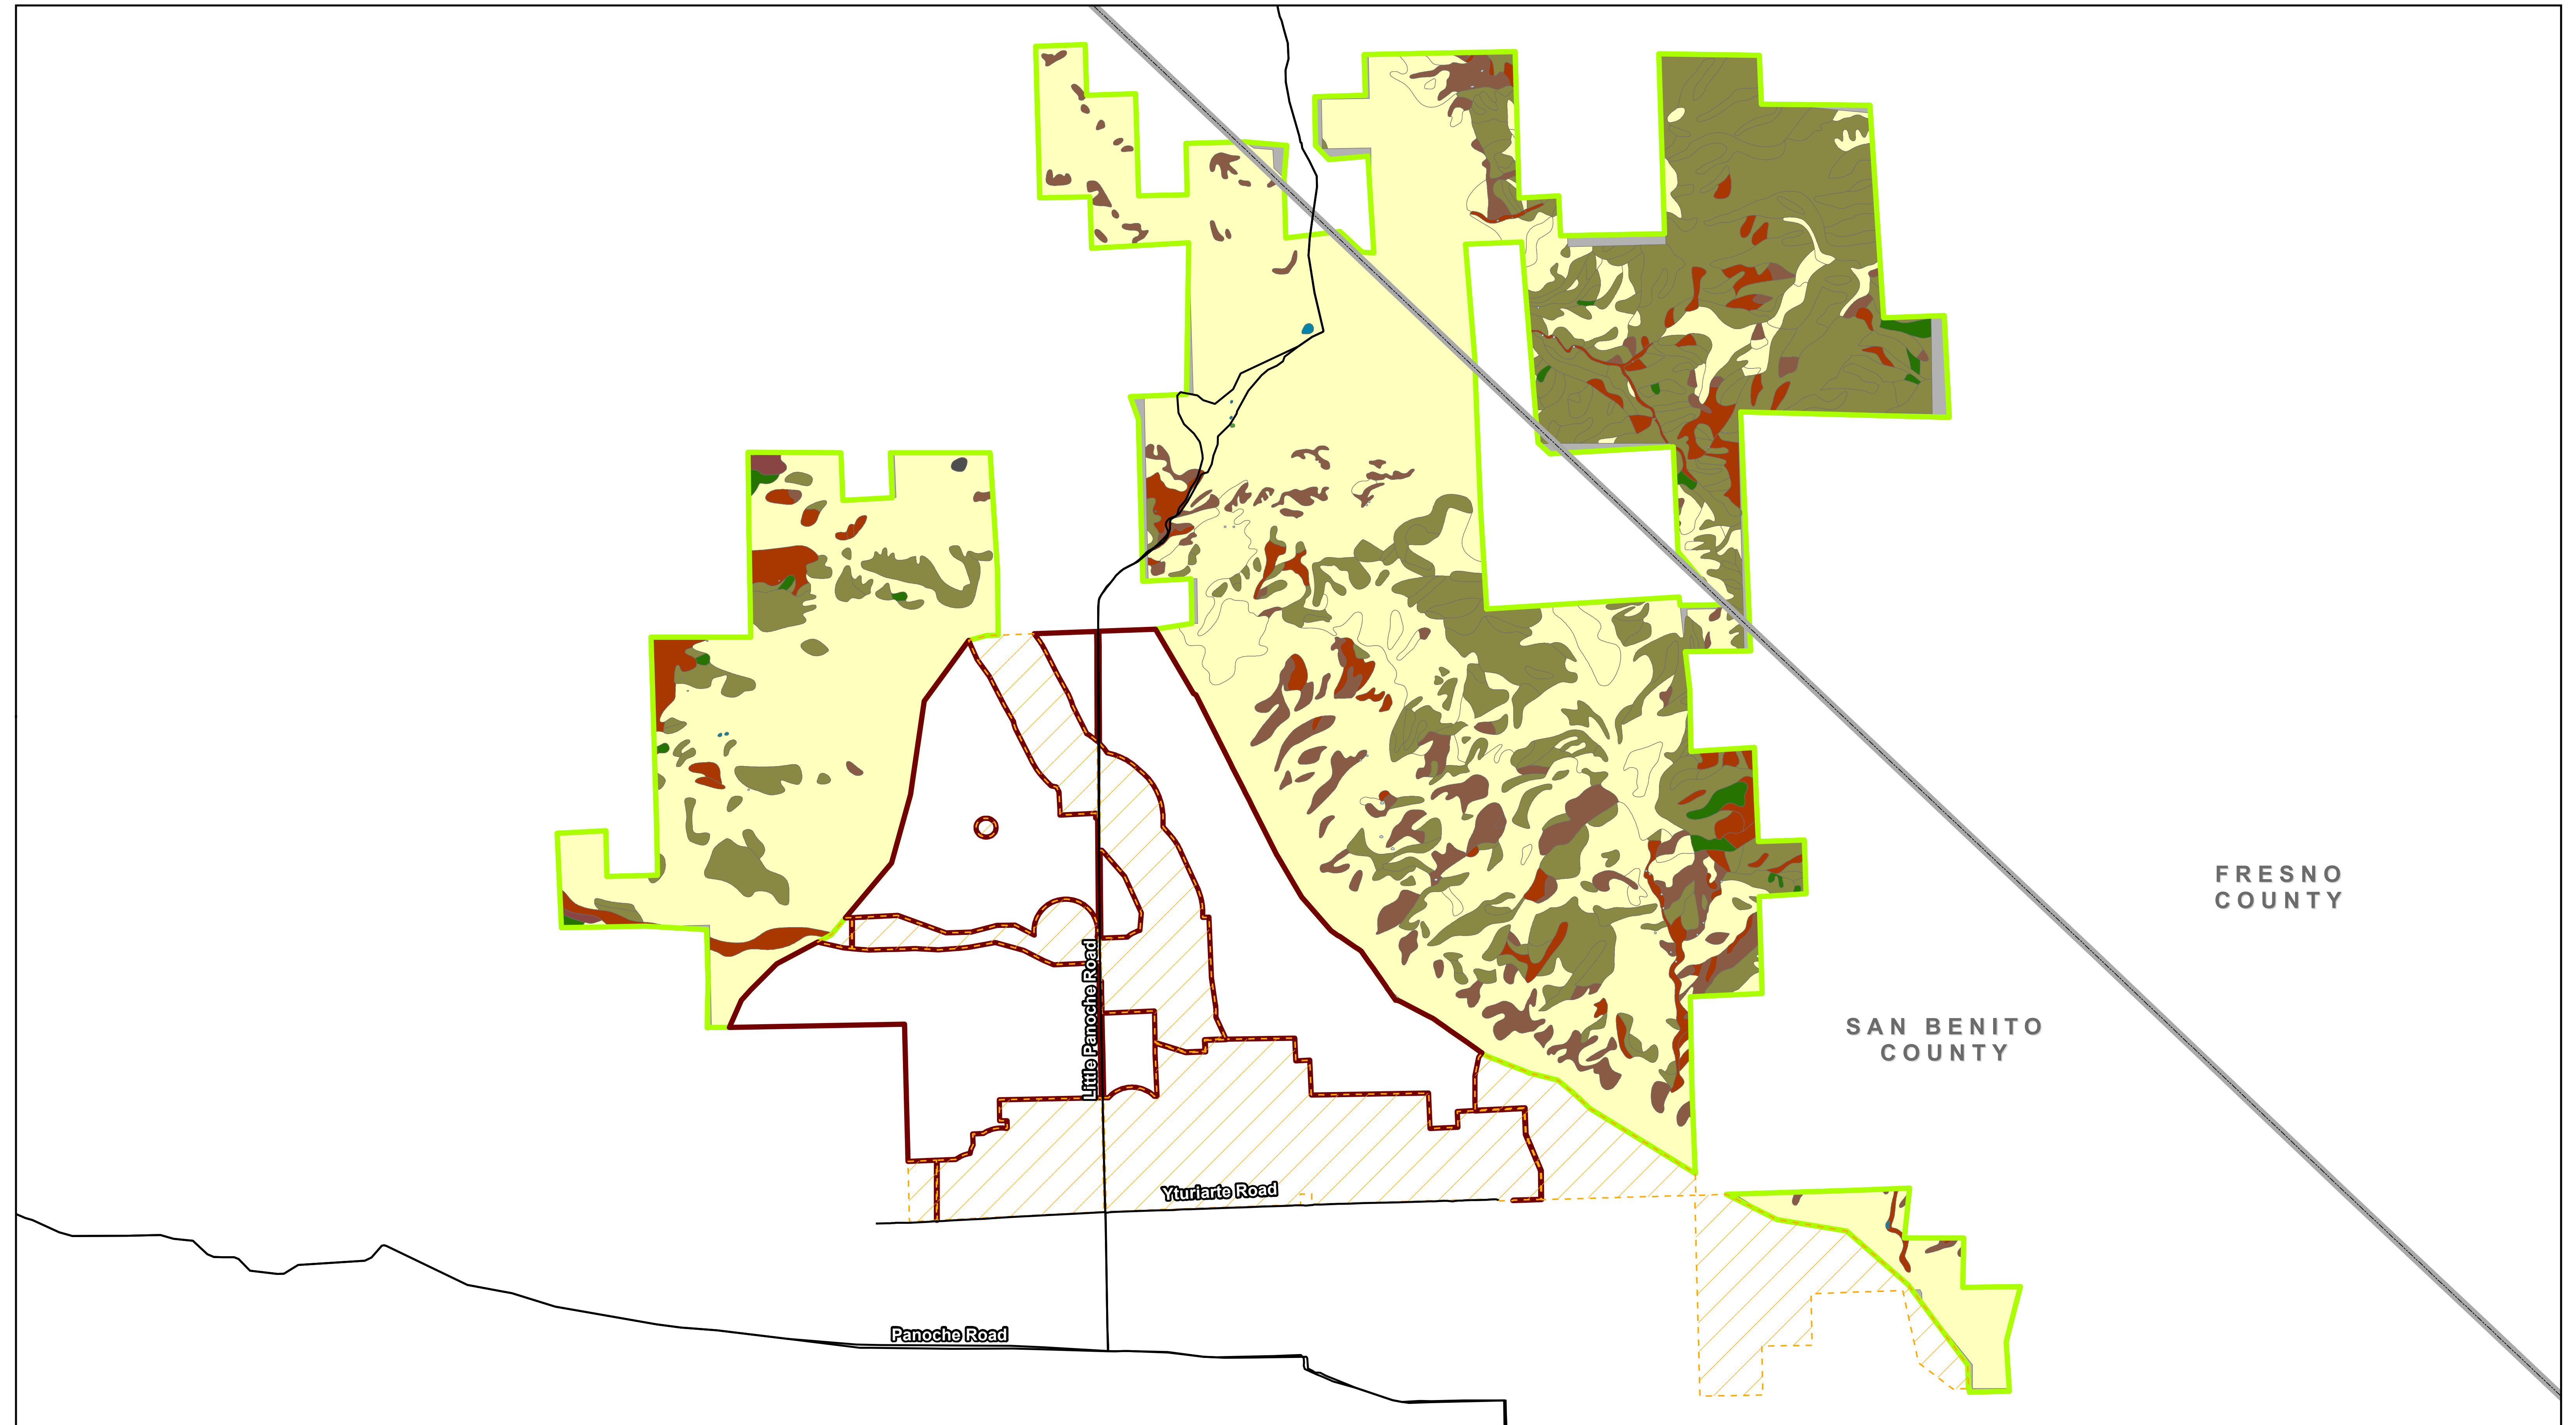 FRESNO
COUNTY
SAN BENITO
COUNTY
Little Panoche Road
Yturiarte Road
Panoche Road